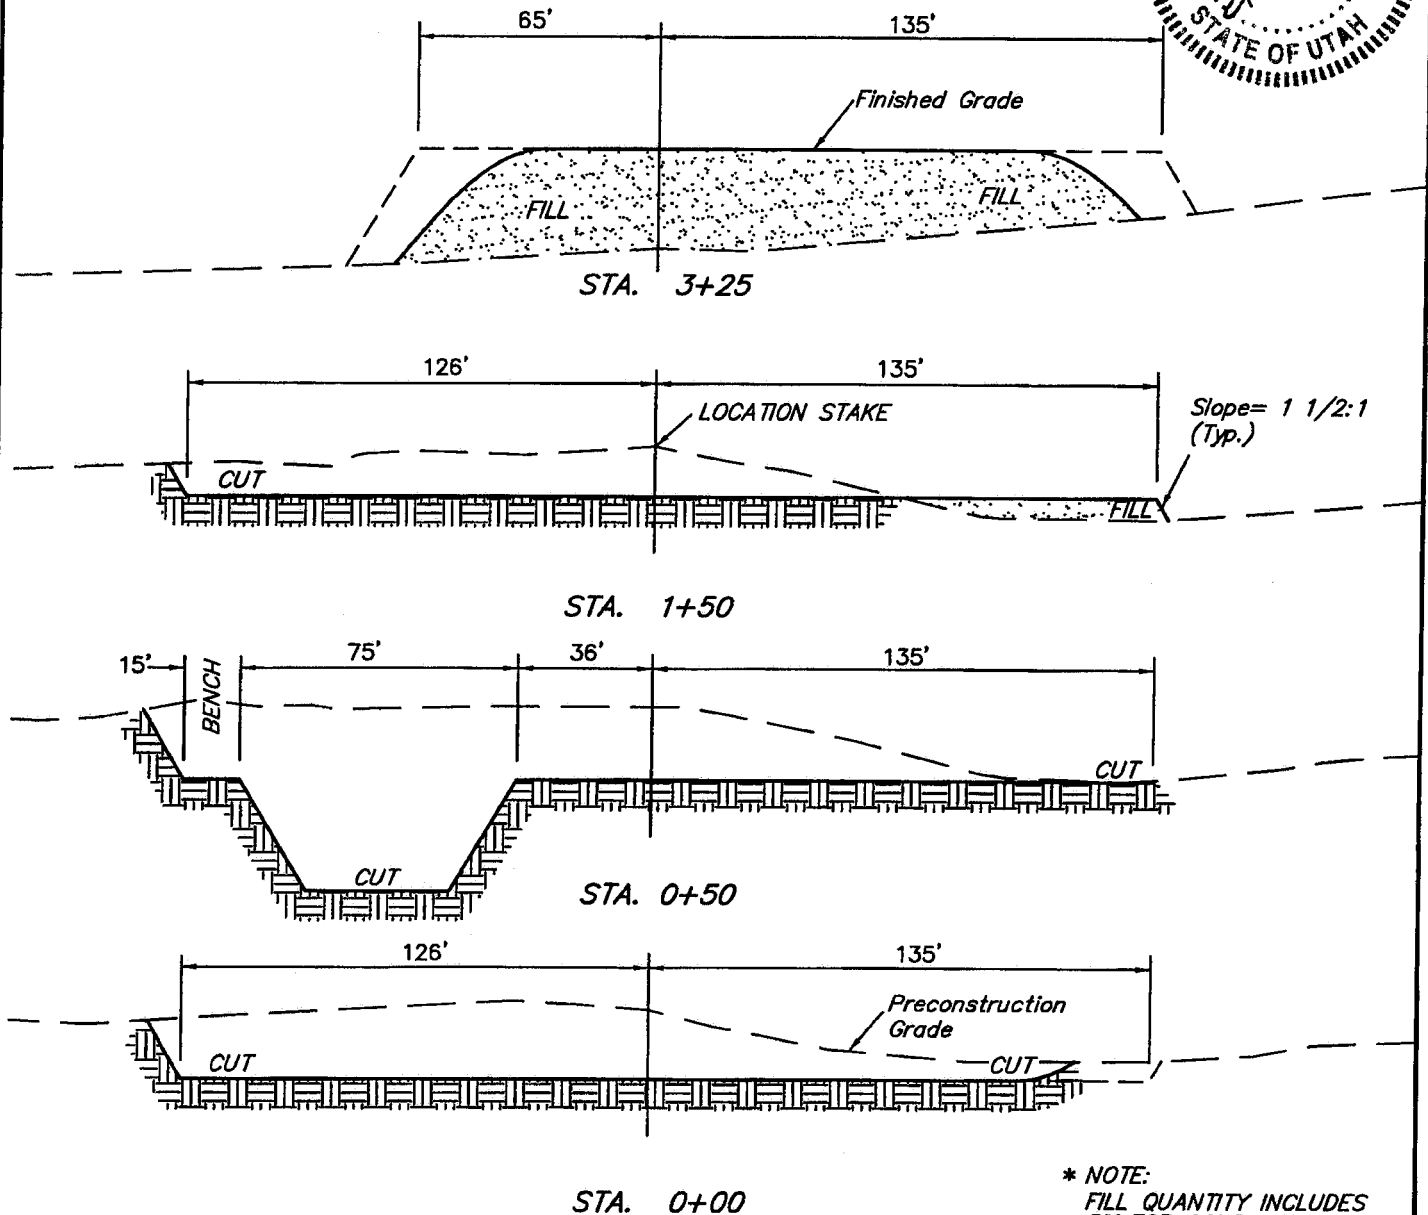 STATE OF UTAH
65' 135'
Finished Grade
FILL FILL
STA. 3+25
126' 135'
LOCATION STAKE
Slope= 1 1/2:1
(Typ.)
CUT
FILL
STA. 1+50
15' BENCH 75' 36' 135'
CUT
CUT
STA. 0+50
126' 135'
Preconstruction
Grade
CUT CUT
STA. 0+00
* NOTE:
FILL QUANTITY INCLUDES